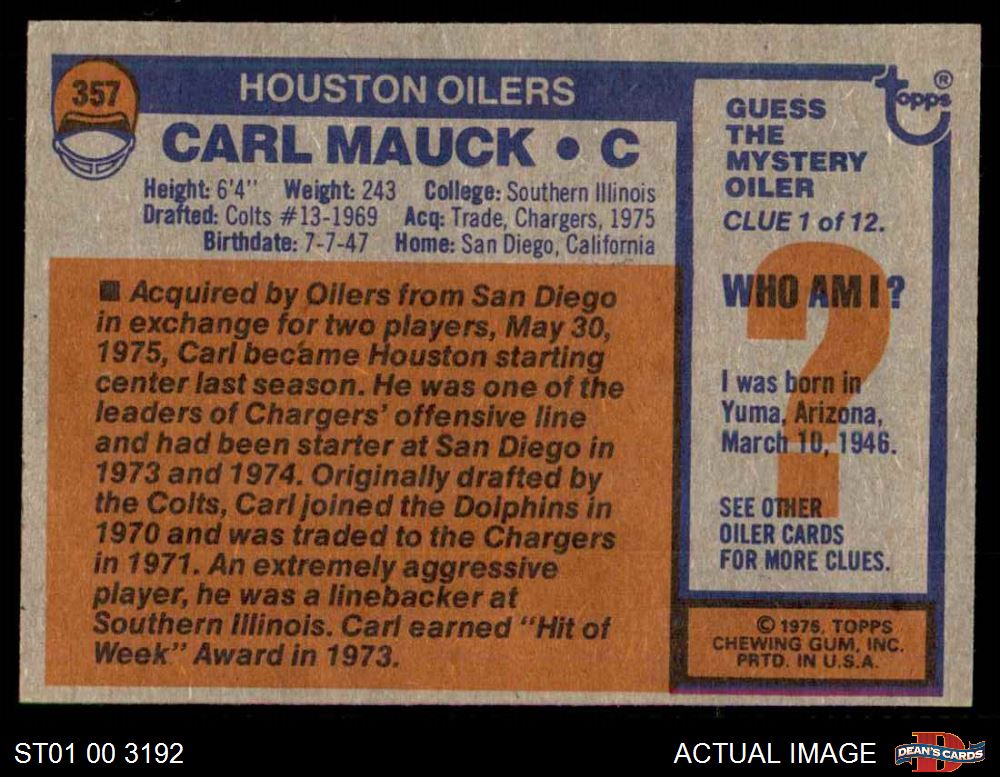 357
HOUSTON OILERS
CARL MAUCK • C
Height: 6'4" Weight: 243 College: Southern Illinois
Drafted: Colts #13-1969 Acq: Trade, Chargers, 1975
Birthdate: 7-7-47 Home: San Diego, California
■ Acquired by Oilers from San Diego
in exchange for two players, May 30,
1975, Carl became Houston starting
center last season. He was one of the
leaders of Chargers' offensive line
and had been starter at San Diego in
1973 and 1974. Originally drafted by
the Colts, Carl joined the Dolphins in
1970 and was traded to the Chargers
in 1971. An extremely aggressive
player, he was a linebacker at
Southern Illinois. Carl earned "Hit of
Week" Award in 1973.
topps®
GUESS
THE
MYSTERY
OILER
CLUE 1 of 12.
WHO AM I?
I was born in
Yuma, Arizona,
March 10, 1946.
SEE OTHER
OILER CARDS
FOR MORE CLUES.
© 1976, TOPPS
CHEWING GUM, INC.
PRTD. IN U.S.A.
ST01 00 3192
ACTUAL IMAGE
D
DEAN'S CARDS